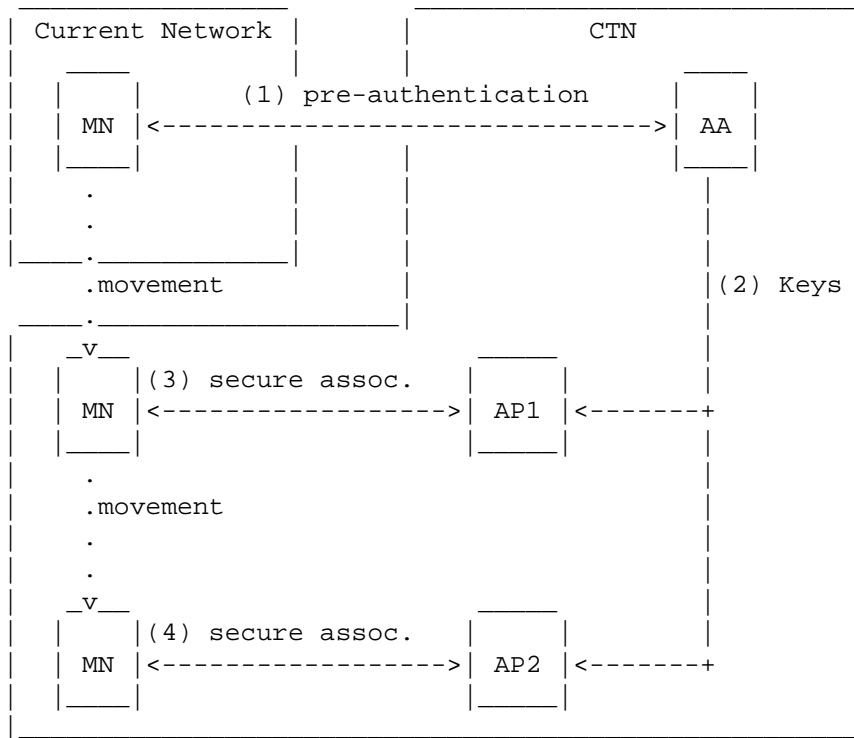 Current Network
CTN
(1) pre-authentication
MN
AA
.movement
(2) Keys
(3) secure assoc.
MN
AP1
.movement
(4) secure assoc.
MN
AP2